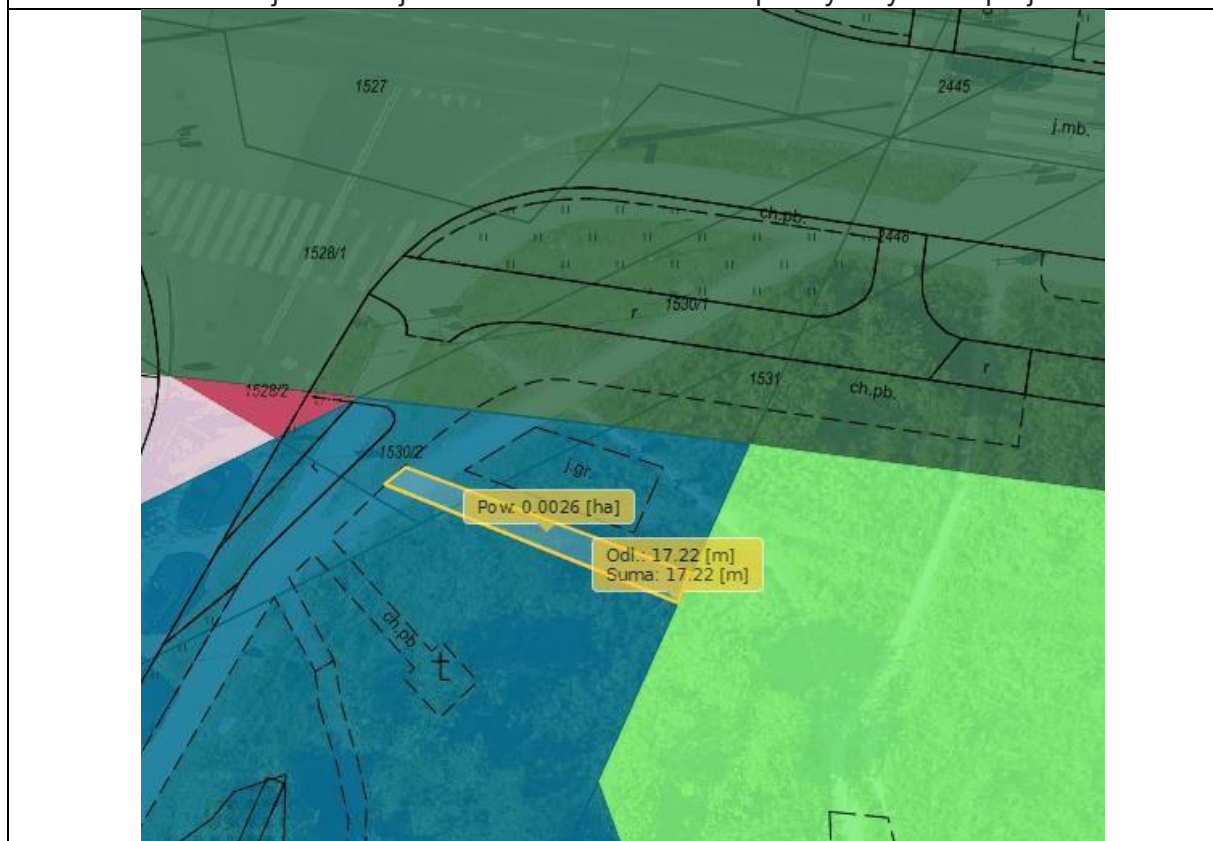 1527
2445
j.mb.
ch.pb.
2448
1528/1
1530/1
r
1531
ch.pb.
r
1528/2
1530/2
j.gr.
Pow: 0.0026 [ha]
Odl.: 17.22 [m]
Suma: 17.22 [m]
ch.pb.